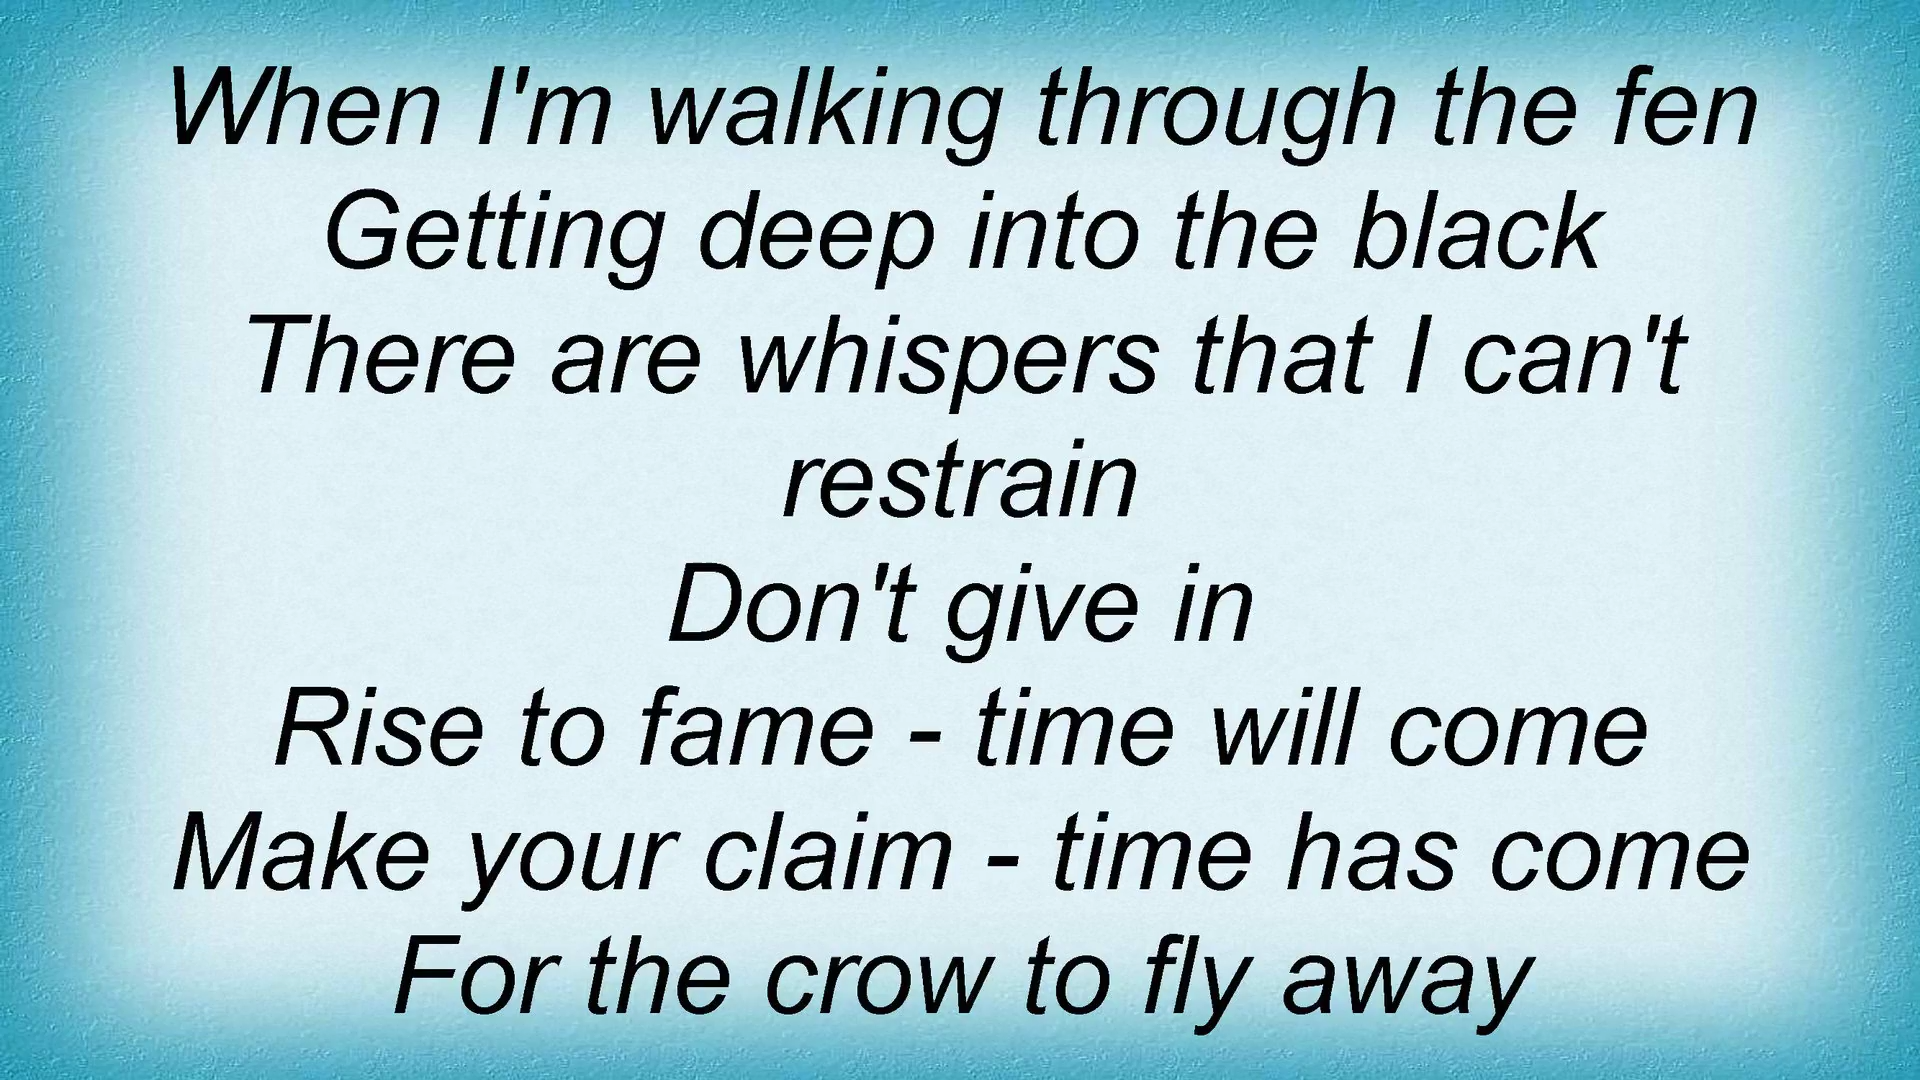 When I'm walking through the fen
Getting deep into the black
There are whispers that I can't
restrain
Don't give in
Rise to fame - time will come
Make your claim - time has come
For the crow to fly away